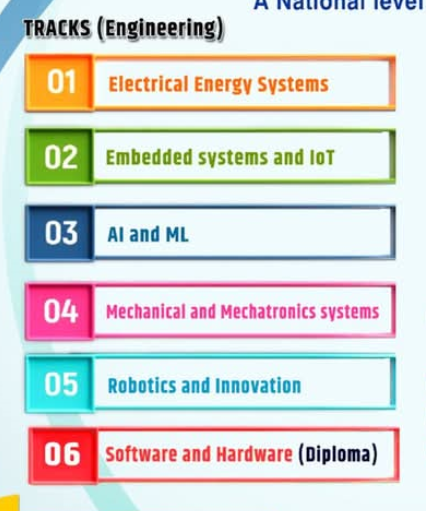 A National level
TRACKS (Engineering)
01 Electrical Energy Systems
02 Embedded systems and IoT
03 AI and ML
04 Mechanical and Mechatronics systems
05 Robotics and Innovation
06 Software and Hardware (Diploma)